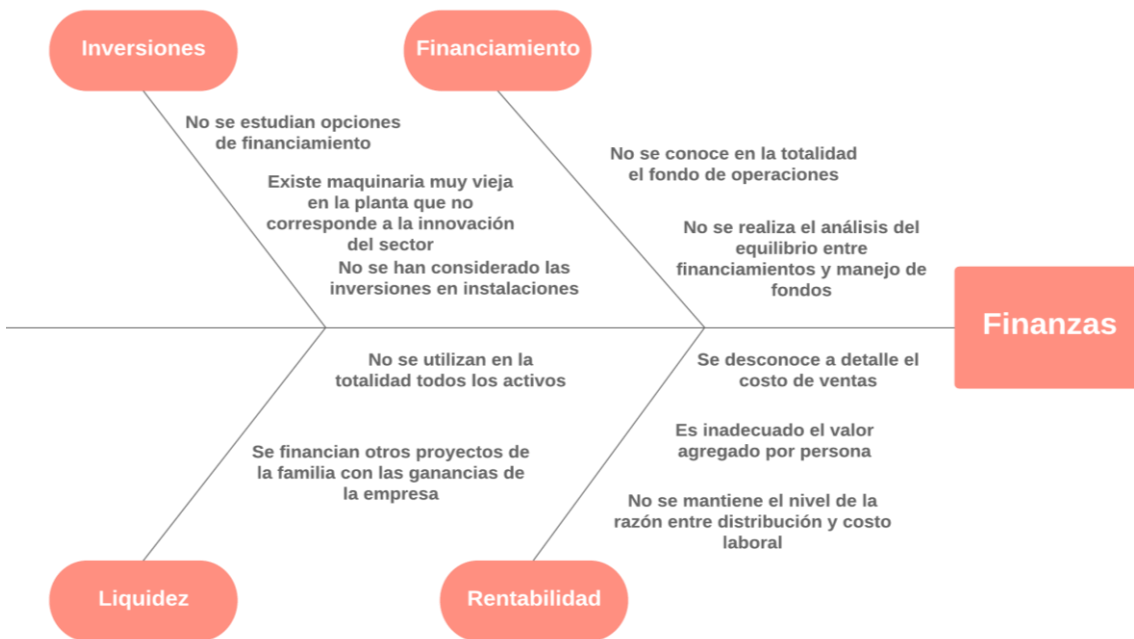 Inversiones
Financiamiento
No se estudian opciones
de financiamiento
Existe maquinaria muy vieja
en la planta que no
corresponde a la innovación
del sector
No se han considerado las
inversiones en instalaciones
No se conoce en la totalidad
el fondo de operaciones
No se realiza el análisis del
equilibrio entre
financiamientos y manejo de
fondos
Finanzas
No se utilizan en la
totalidad todos los activos
Se financian otros proyectos de
la familia con las ganancias de
la empresa
Se desconoce a detalle el
costo de ventas
Es inadecuado el valor
agregado por persona
No se mantiene el nivel de la
razón entre distribución y costo
laboral
Liquidez
Rentabilidad